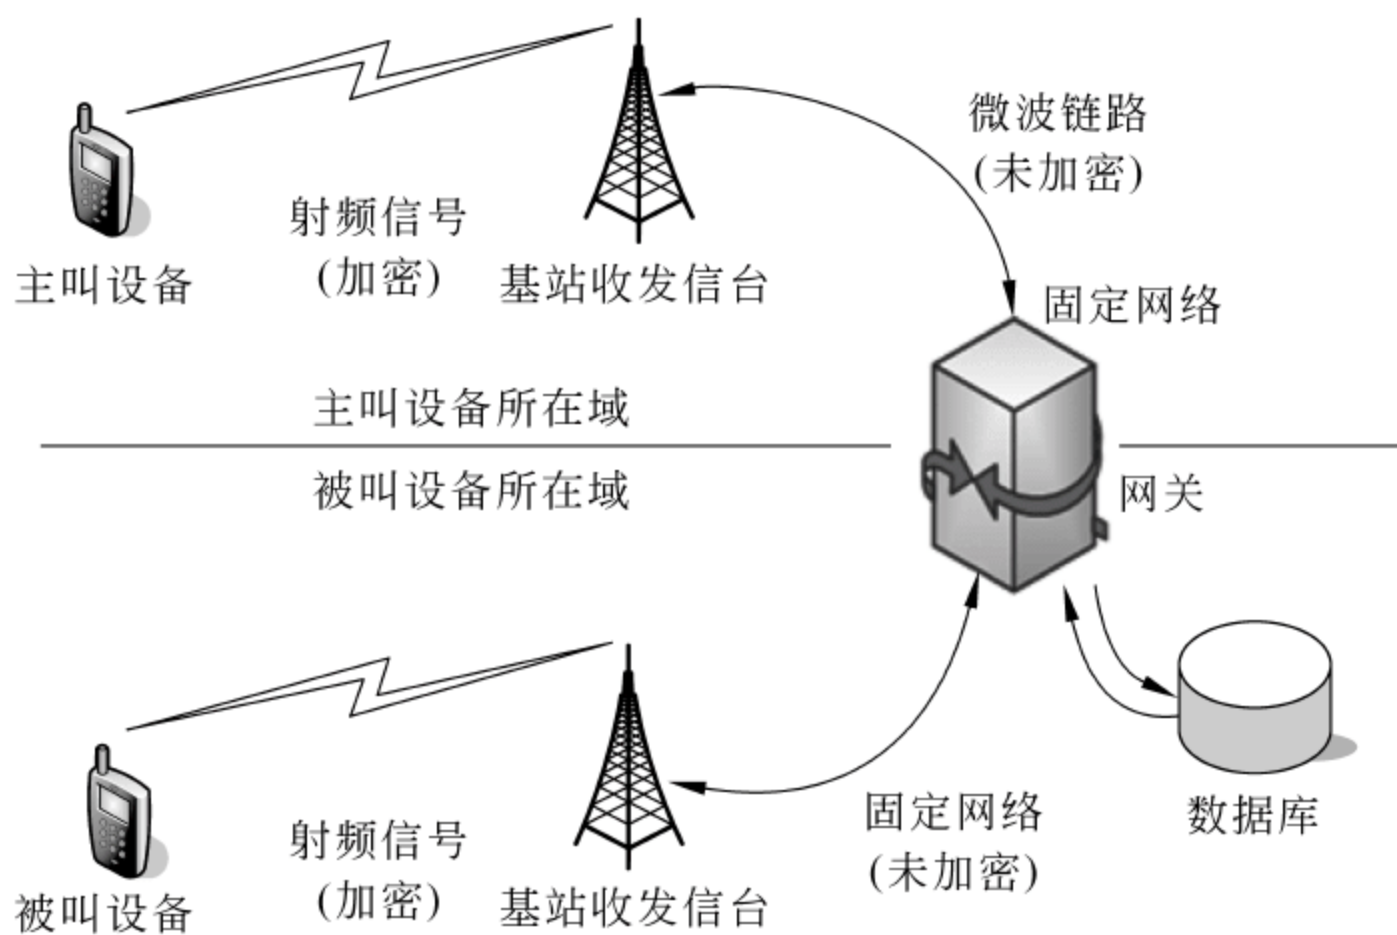 微波链路
(未加密)
射频信号
(加密)
主叫设备
基站收发信台
固定网络
主叫设备所在域
被叫设备所在域
网关
固定网络
(未加密)
数据库
射频信号
(加密)
被叫设备
基站收发信台